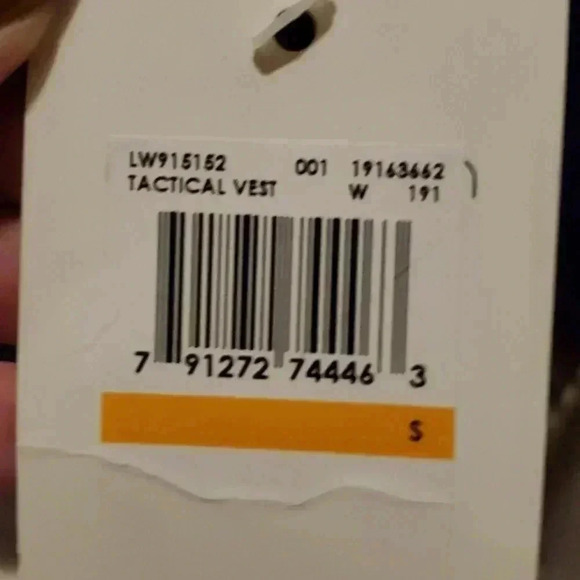 LW915152 001 19163662
TACTICAL VEST W 191
7 91272 74446 3
S